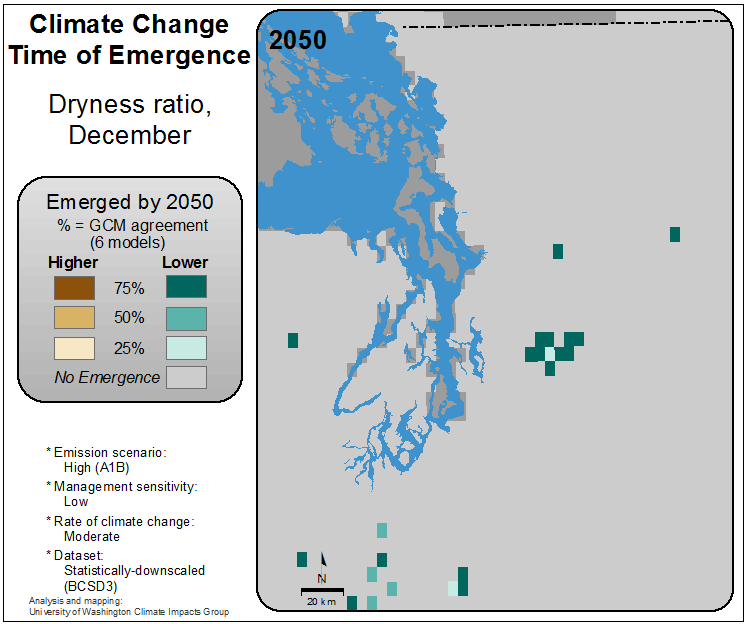 Climate Change
Time of Emergence
Dryness ratio,
December
Emerged by 2050
% = GCM agreement
(6 models)
Higher Lower
75%
50%
25%
No Emergence
* Emission scenario:
High (A1B)
* Management sensitivity:
Low
* Rate of climate change:
Moderate
* Dataset:
Statistically-downscaled
(BCSD3)
Analysis and mapping:
University of Washington Climate Impacts Group
2050
N
20 km